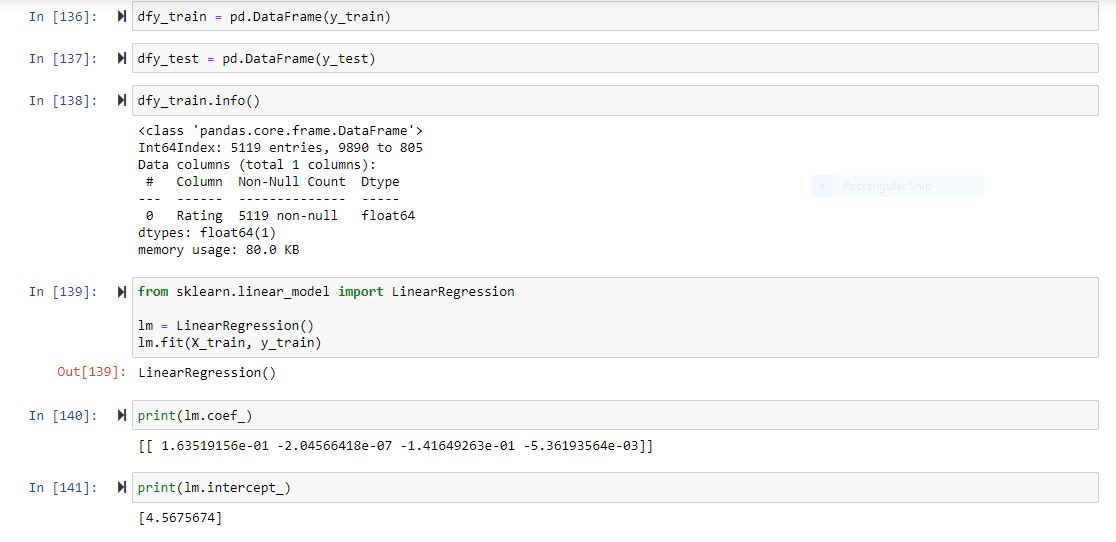 In [136]: dfy_train = pd.DataFrame(y_train)
In [137]: dfy_test = pd.DataFrame(y_test)
In [138]: dfy_train.info()
<class 'pandas.core.frame.DataFrame'>
Int64Index: 5119 entries, 9890 to 805
Data columns (total 1 columns):
 #   Column  Non-Null Count  Dtype
---  ------  --------------  -----
 0   Rating  5119 non-null   float64
dtypes: float64(1)
memory usage: 80.0 KB
Rectangular Snip
In [139]: from sklearn.linear_model import LinearRegression
lm = LinearRegression()
lm.fit(X_train, y_train)
Out[139]: LinearRegression()
In [140]: print(lm.coef_)
[[ 1.63519156e-01 -2.04566418e-07 -1.41649263e-01 -5.36193564e-03]]
In [141]: print(lm.intercept_)
[4.5675674]